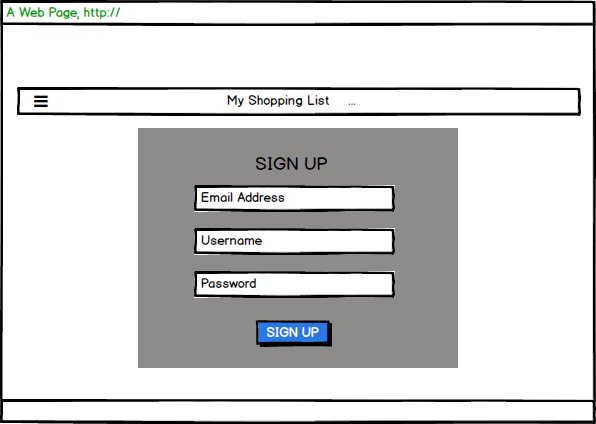 A Web Page, http://
My Shopping List ...
SIGN UP
Email Address
Username
Password
SIGN UP